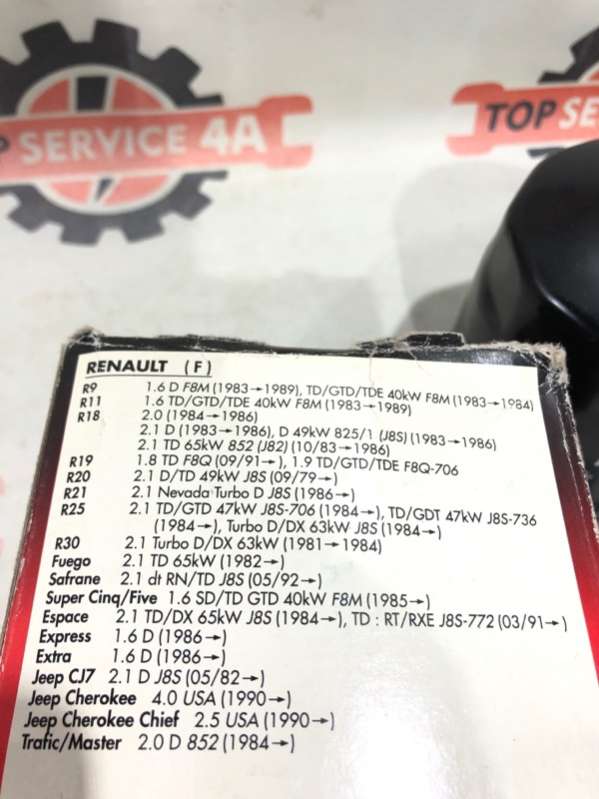 P SERVICE 4A
TOP SE
RENAULT (F)
R9 1.6 D F8M (1983→1989), TD/GTD/TDE 40kW F8M (1983→1984)
R11 1.6 TD/GTD/TDE 40kW F8M (1983→1989)
R18 2.0 (1984→1986)
2.1 D (1983→1986), D 49kW 825/1 (J8S) (1983→1986)
2.1 TD 65kW 852 (J82) (10/83→1986)
R19 1.8 TD F8Q (09/91→), 1.9 TD/GTD/TDE F8Q-706
R20 2.1 D/TD 49kW J8S (09/79→)
R21 2.1 Nevada Turbo D J8S (1986→)
R25 2.1 TD/GTD 47kW J8S-706 (1984→), TD/GDT 47kW J8S-736
(1984→), Turbo D/DX 63kW J8S (1984→)
R30 2.1 Turbo D/DX 63kW (1981→1984)
Fuego 2.1 TD 65kW (1982→)
Safrane 2.1 dt RN/TD J8S (05/92→)
Super Cinq/Five 1.6 SD/TD GTD 40kW F8M (1985→)
Espace 2.1 TD/DX 65kW J8S (1984→), TD : RT/RXE J8S-772 (03/91→)
Express 1.6 D (1986→)
Extra 1.6 D (1986→)
Jeep CJ7 2.1 D J8S (05/82→)
Jeep Cherokee 4.0 USA (1990→)
Jeep Cherokee Chief 2.5 USA (1990→)
Trafic/Master 2.0 D 852 (1984→)